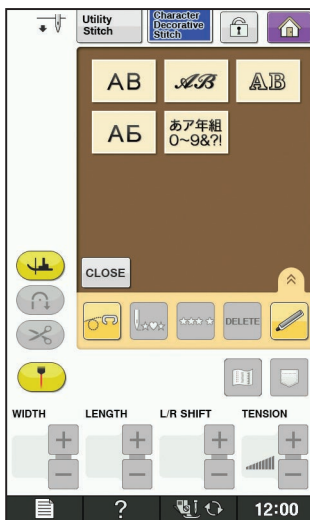 Utility
Stitch
Character
Decorative
Stitch
AB
AB
AB
АБ
あア年組
0~9&?!
CLOSE
DELETE
WIDTH
LENGTH
L/R SHIFT
TENSION
+
+
+
+
−
−
−
−
?
12:00